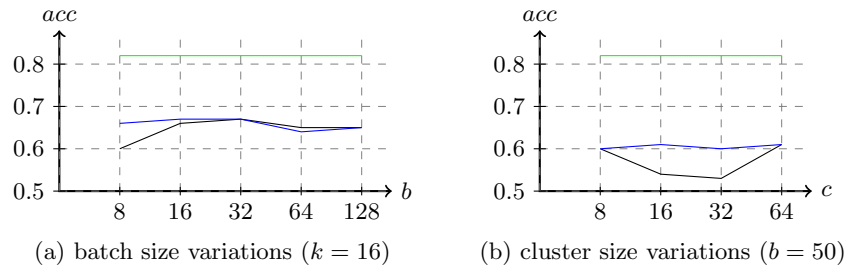 acc
0.8
0.7
0.6
0.5
8 16 32 64 128
b
(a) batch size variations (k = 16)
acc
0.8
0.7
0.6
0.5
8 16 32 64
c
(b) cluster size variations (b = 50)